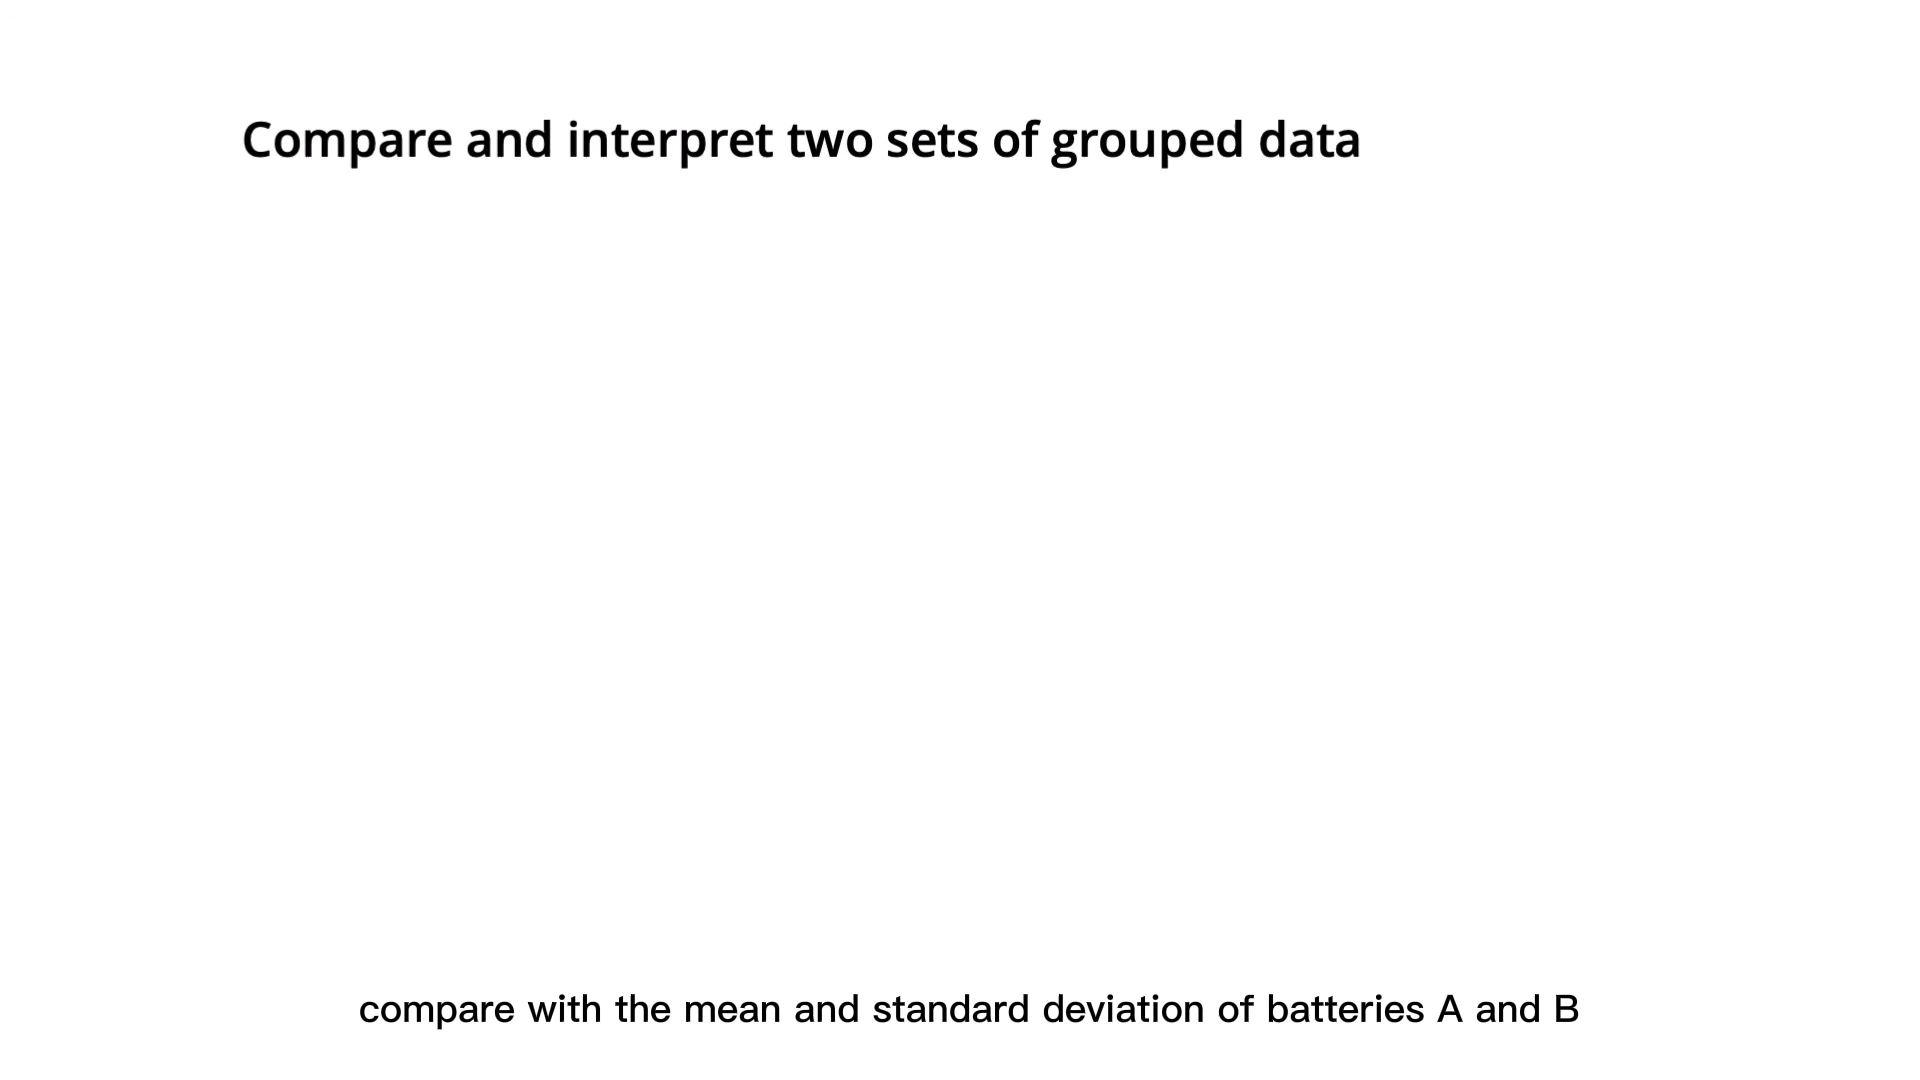 Compare and interpret two sets of grouped data
compare with the mean and standard deviation of batteries A and B